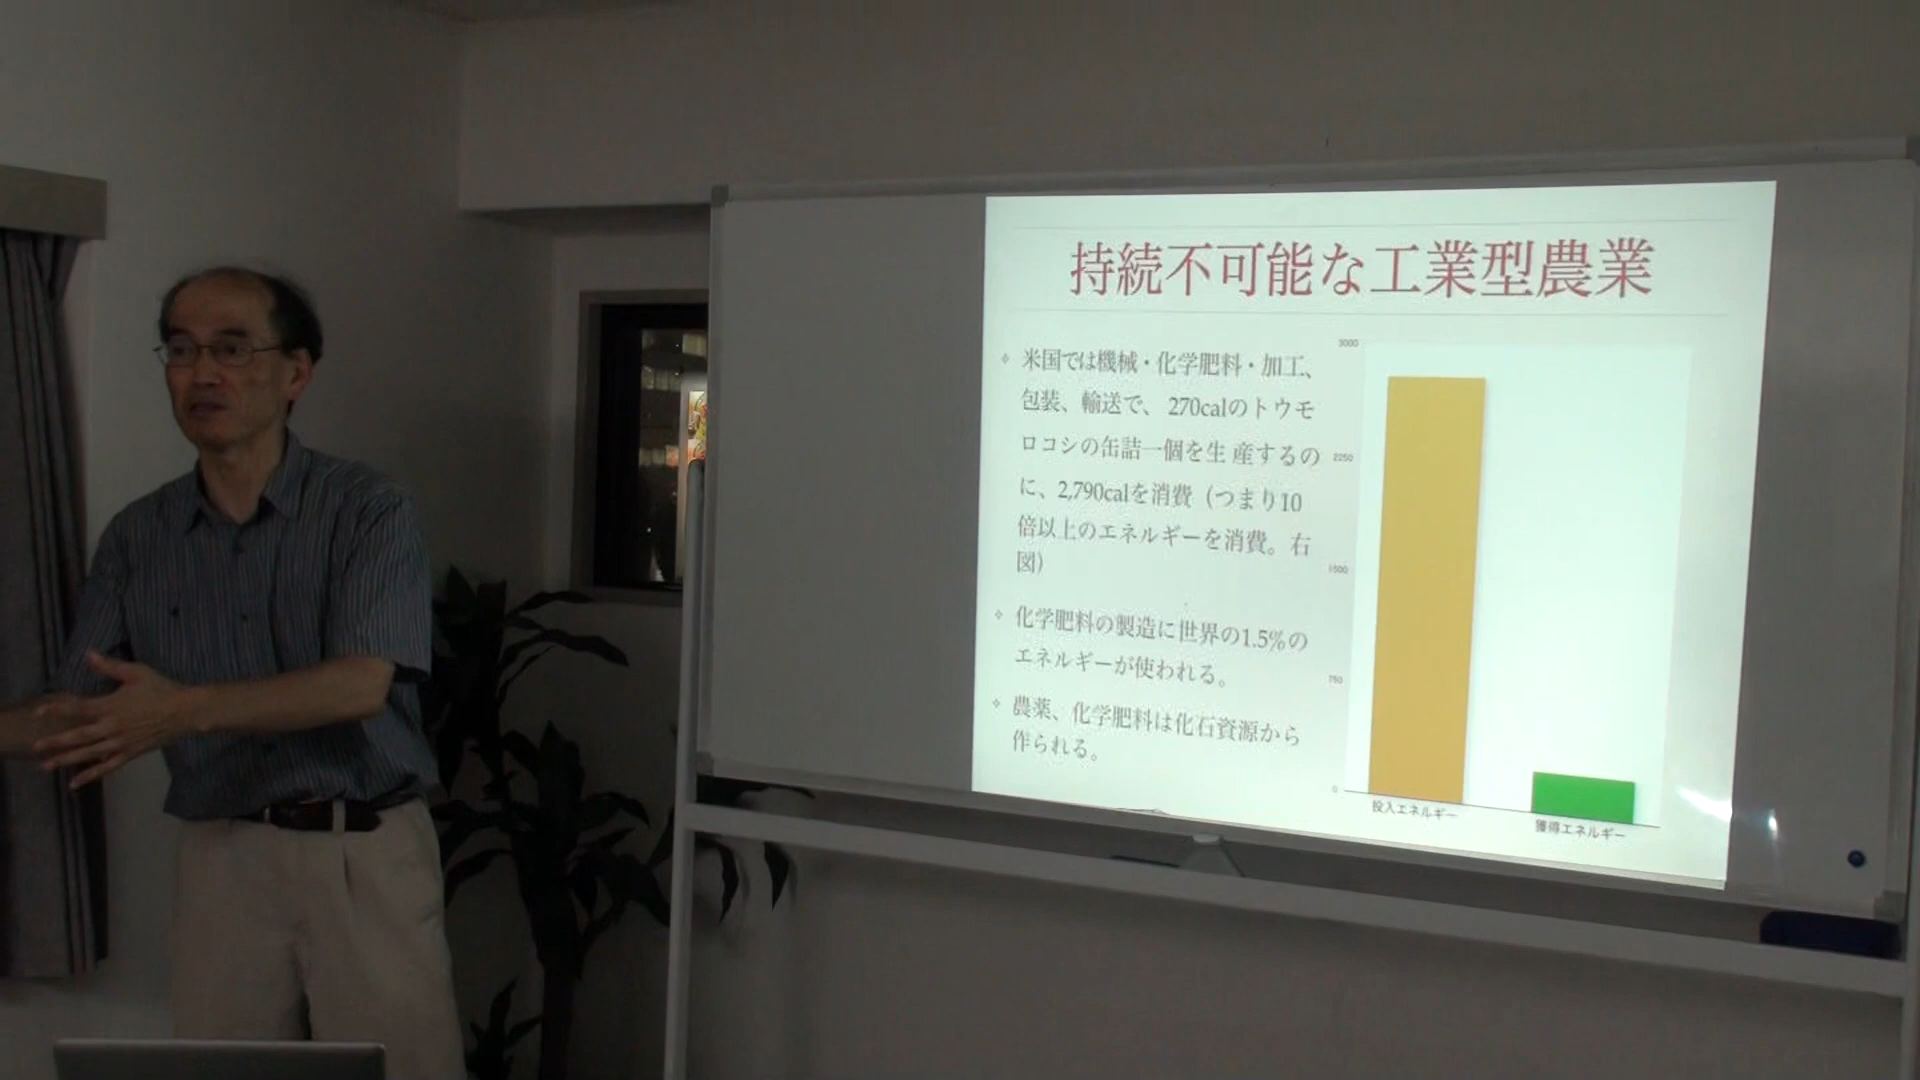 持続不可能な工業型農業
米国では機械・化学肥料・加工、
包装、輸送で、270calのトウモ
ロコシの缶詰一個を生産するの
に、2,790calを消費（つまり10
倍以上のエネルギーを消費。右
図）
化学肥料の製造に世界の1.5%の
エネルギーが使われる。
農薬、化学肥料は化石資源から
作られる。
3000
2250
1500
750
0
投入エネルギー
獲得エネルギー